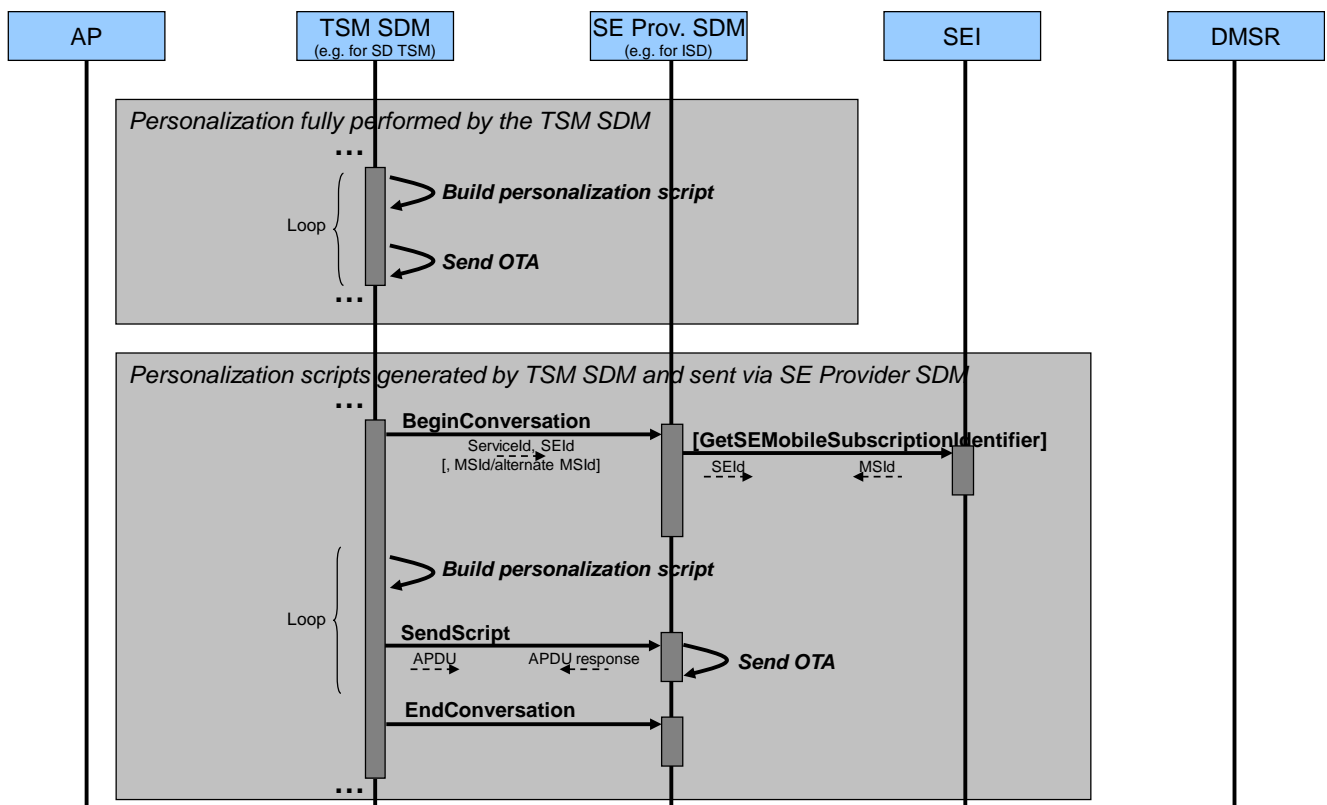 AP
TSM SDM
(e.g. for SD TSM)
SE Prov. SDM
(e.g. for ISD)
SEI
DMSR
Personalization fully performed by the TSM SDM
...
Build personalization script
Loop
Send OTA
...
Personalization scripts generated by TSM SDM and sent via SE Provider SDM
...
BeginConversation
ServiceId, SEId
[, MSId/alternate MSId]
[GetSEMobileSubscriptionIdentifier]
SEId
MSId
Build personalization script
Loop
SendScript
APDU
APDU response
Send OTA
EndConversation
...